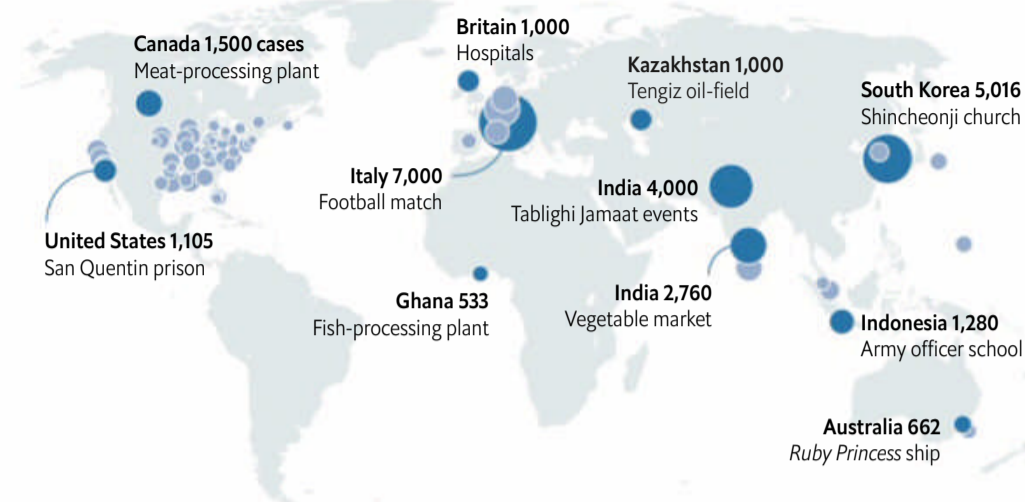 Canada 1,500 cases
Meat-processing plant
Britain 1,000
Hospitals
Kazakhstan 1,000
Tengiz oil-field
South Korea 5,016
Shincheonji church
Italy 7,000
Football match
India 4,000
Tablighi Jamaat events
United States 1,105
San Quentin prison
Ghana 533
Fish-processing plant
India 2,760
Vegetable market
Indonesia 1,280
Army officer school
Australia 662
Ruby Princess ship